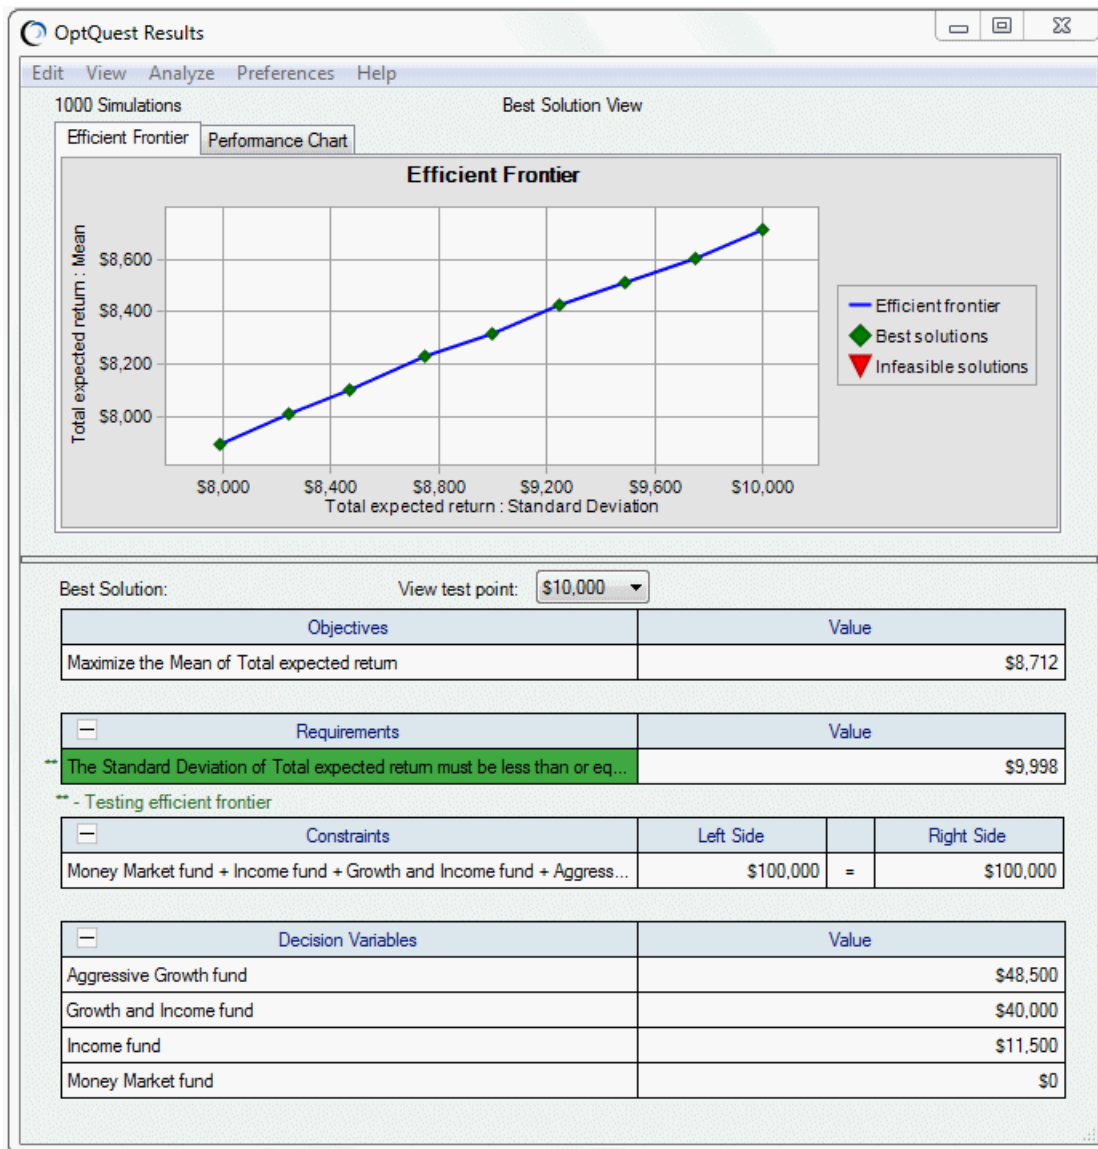 OptQuest Results
Edit View Analyze Preferences Help
1000 Simulations Best Solution View
Efficient Frontier Performance Chart
Efficient Frontier
Total expected return : Mean
$8,600
$8,400
$8,200
$8,000
$8,000 $8,400 $8,800 $9,200 $9,600 $10,000
Total expected return : Standard Deviation
Efficient frontier
Best solutions
Infeasible solutions
Best Solution: View test point: $10,000
Objectives Value
Maximize the Mean of Total expected return $8,712
Requirements Value
** The Standard Deviation of Total expected return must be less than or eq... $9,998
** - Testing efficient frontier
Constraints Left Side Right Side
Money Market fund + Income fund + Growth and Income fund + Aggress... $100,000 = $100,000
Decision Variables Value
Aggressive Growth fund $48,500
Growth and Income fund $40,000
Income fund $11,500
Money Market fund $0